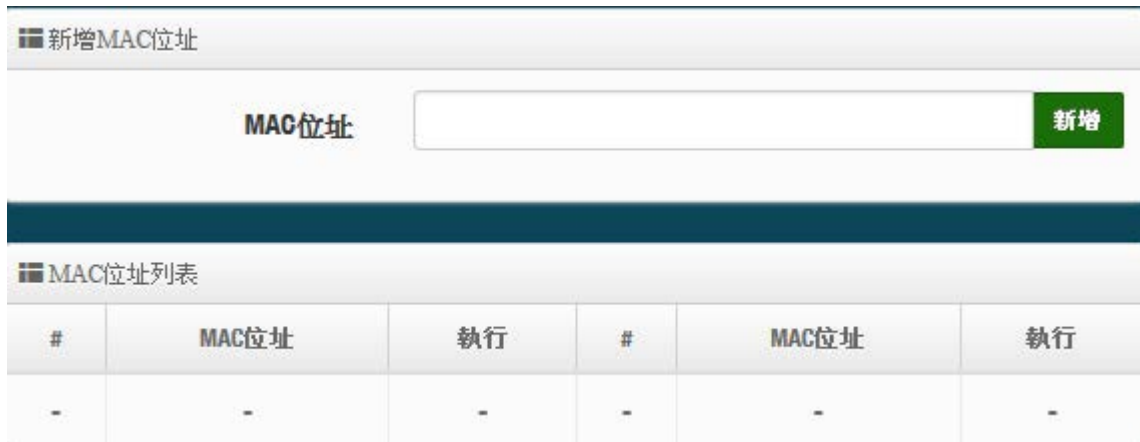 新增MAC位址
MAC位址 新增
MAC位址列表
# MAC位址 執行 # MAC位址 執行
- - - - - -